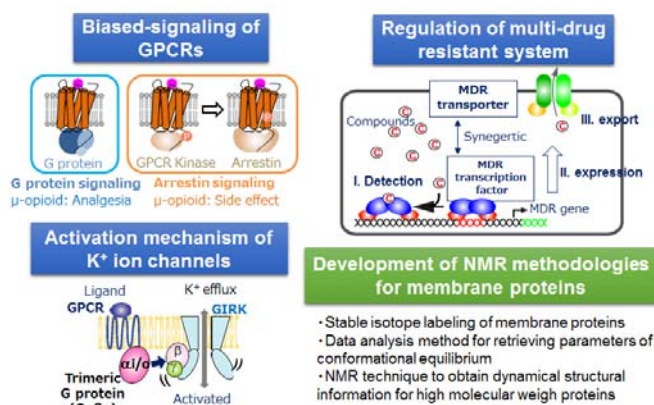 Biased-signaling of
GPCRs
G protein
GPCR Kinase
P
Arrestin
P
G protein signaling
μ-opioid: Analgesia
Arrestin signaling
μ-opioid: Side effect
Regulation of multi-drug
resistant system
MDR
transporter
Compounds
C
C
C
C
C
C
C
C
III. export
Synegertic
MDR
transcription
factor
II. expression
I. Detection
C
C
MDR gene
Activation mechanism of
K⁺ ion channels
Ligand
GPCR
K⁺ efflux
GIRK
αi/o
β
γ
Trimeric
G protein
Activated
Development of NMR methodologies
for membrane proteins
・Stable isotope labeling of membrane proteins
・Data analysis method for retrieving parameters of
conformational equilibrium
・NMR technique to obtain dynamical structural
information for high molecular weigh proteins